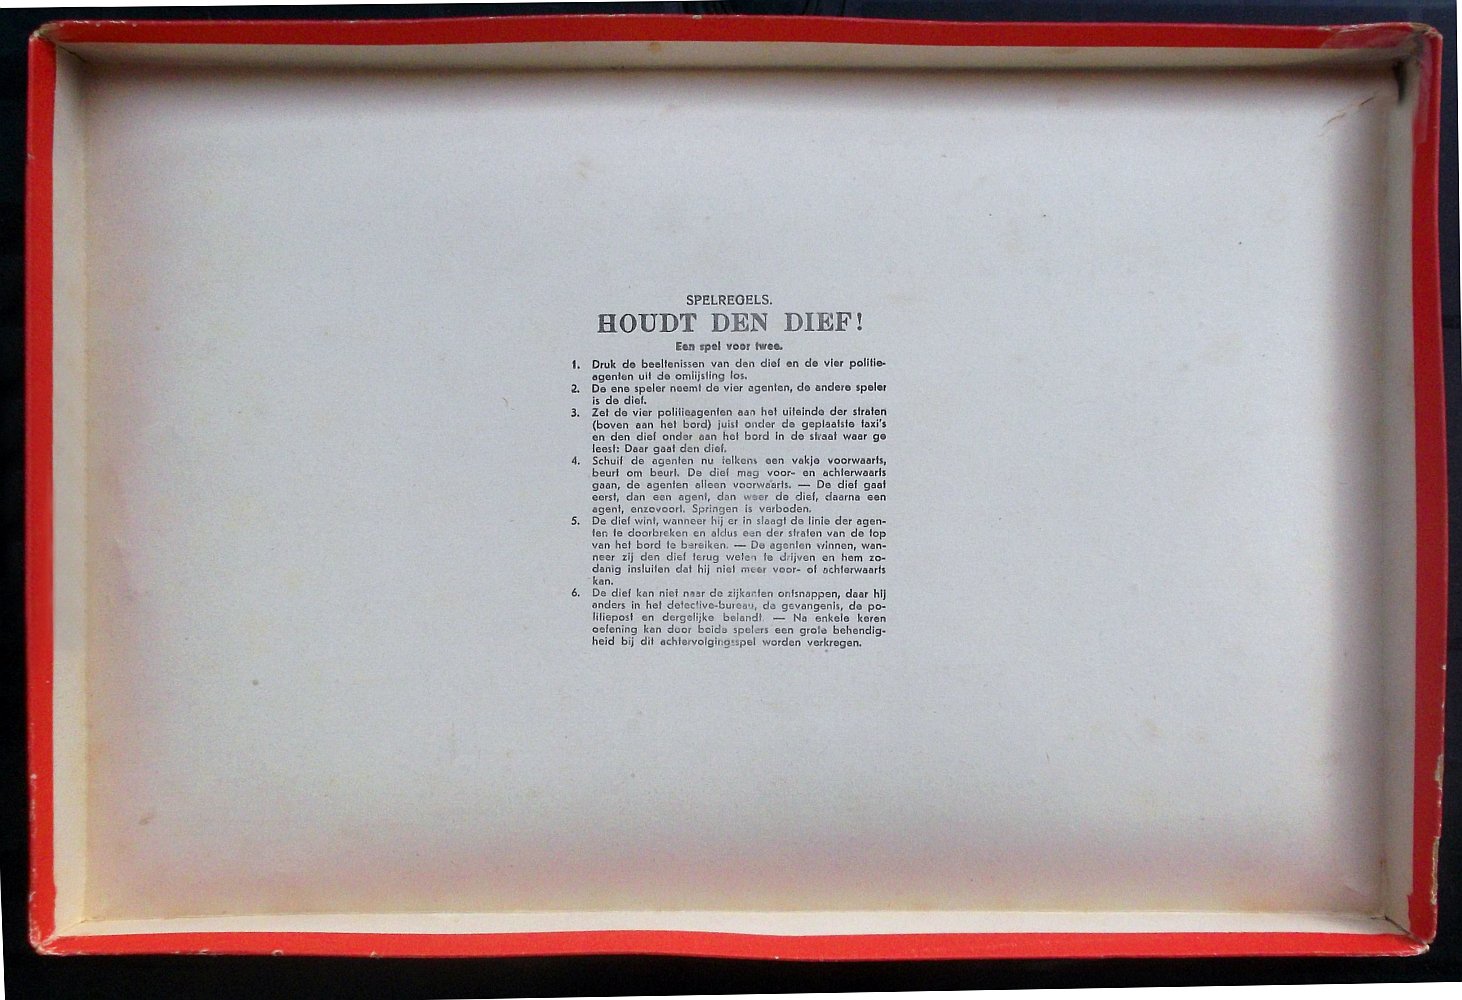 SPELREGELS.
HOUDT DEN DIEF!
Een spel voor twee.
1. Druk de beeltenissen van den dief en de vier politie-
agenten uit de omlijsting los.
2. De ene speler neemt de vier agenten, de andere speler
is de dief.
3. Zet de vier politieagenten aan het uiteinde der straten
(boven aan het bord) juist onder de geplaatste taxi's
en den dief onder aan het bord in de straat waar ge
leest: Daar gaat den dief.
4. Schuif de agenten nu telkens een vakje voorwaarts,
beurt om beurt. De dief mag voor- en achterwaarts
gaan, de agenten alleen voorwaarts. — De dief gaat
eerst, dan een agent, dan weer de dief, daarna een
agent, enzovoort. Springen is verboden.
5. De dief wint, wanneer hij er in slaagt de linie der agen-
ten te doorbreken en aldus een der straten van de top
van het bord te bereiken. — De agenten winnen, wan-
neer zij den dief terug weten te drijven en hem zo-
danig insluiten dat hij niet meer voor- of achterwaarts
kan.
6. De dief kan niet naar de zijkanten ontsnappen, daar hij
anders in het detective-bureau, de gevangenis, de po-
litiepost en dergelijke belandt. — Na enkele keren
oefening kan door beide spelers een grote behendig-
heid bij dit achtervolgingsspel worden verkregen.